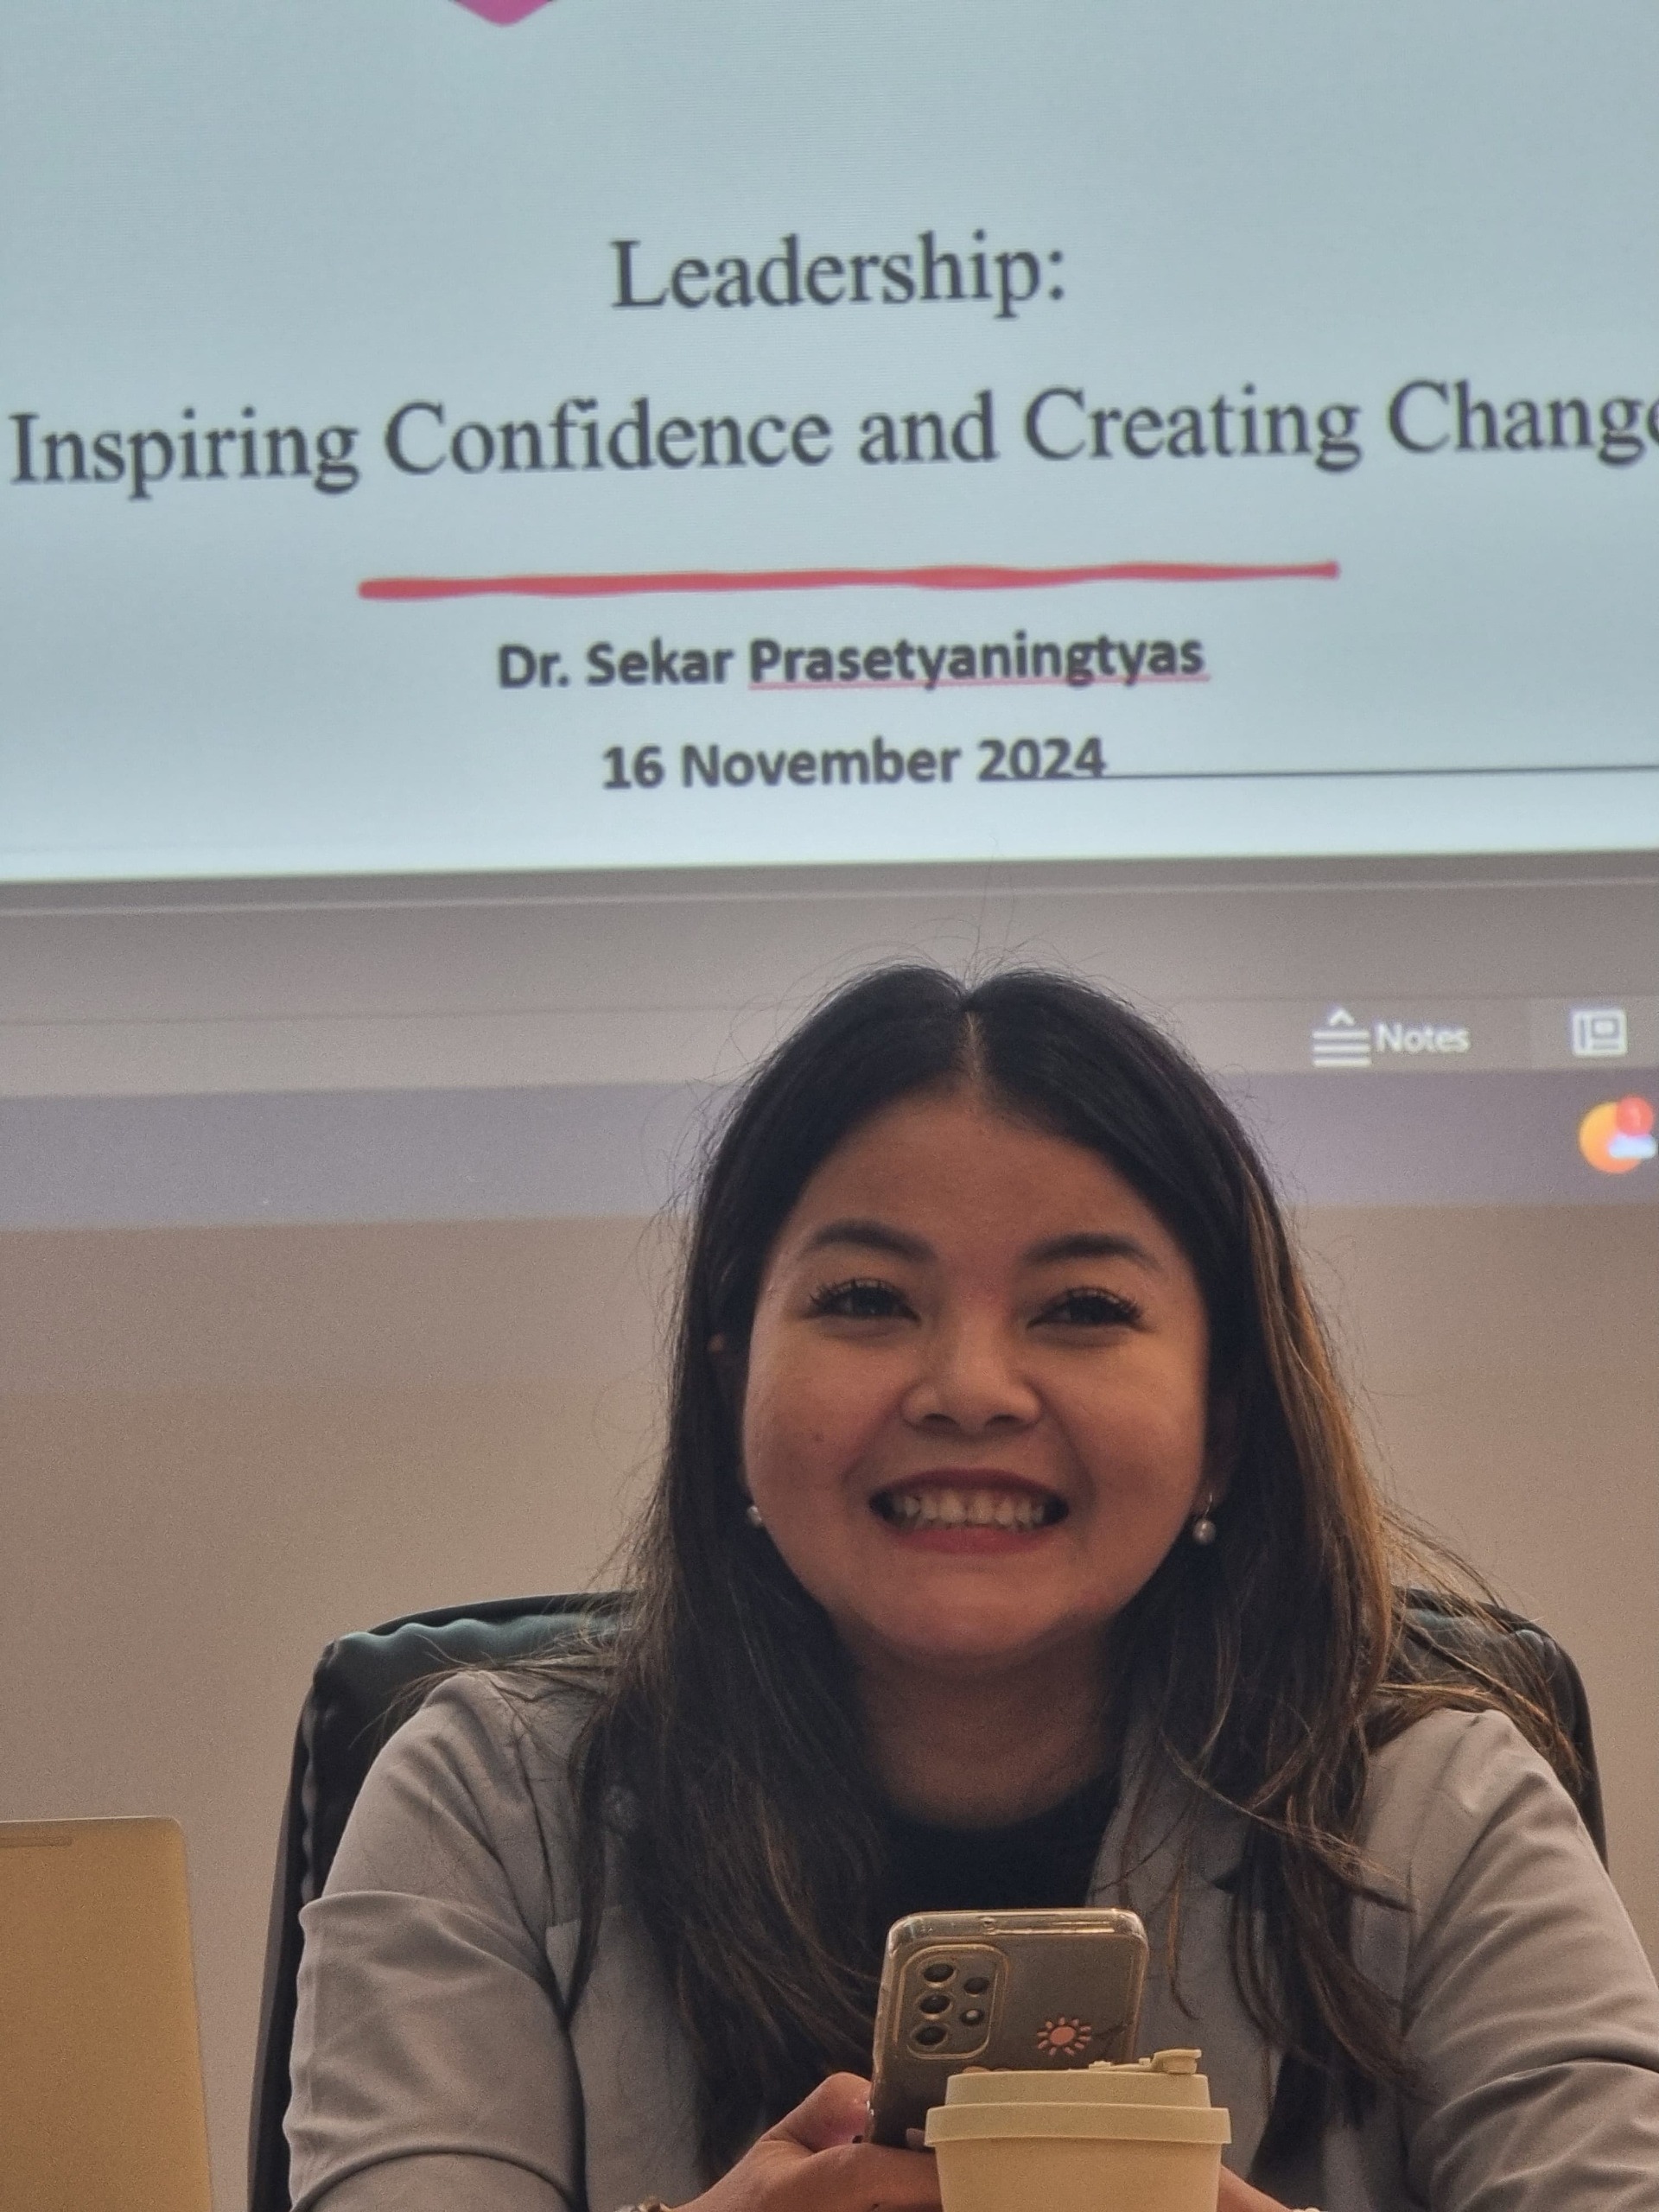 Leadership:
Inspiring Confidence and Creating Change
Dr. Sekar Prasetyaningtyas
16 November 2024
Notes